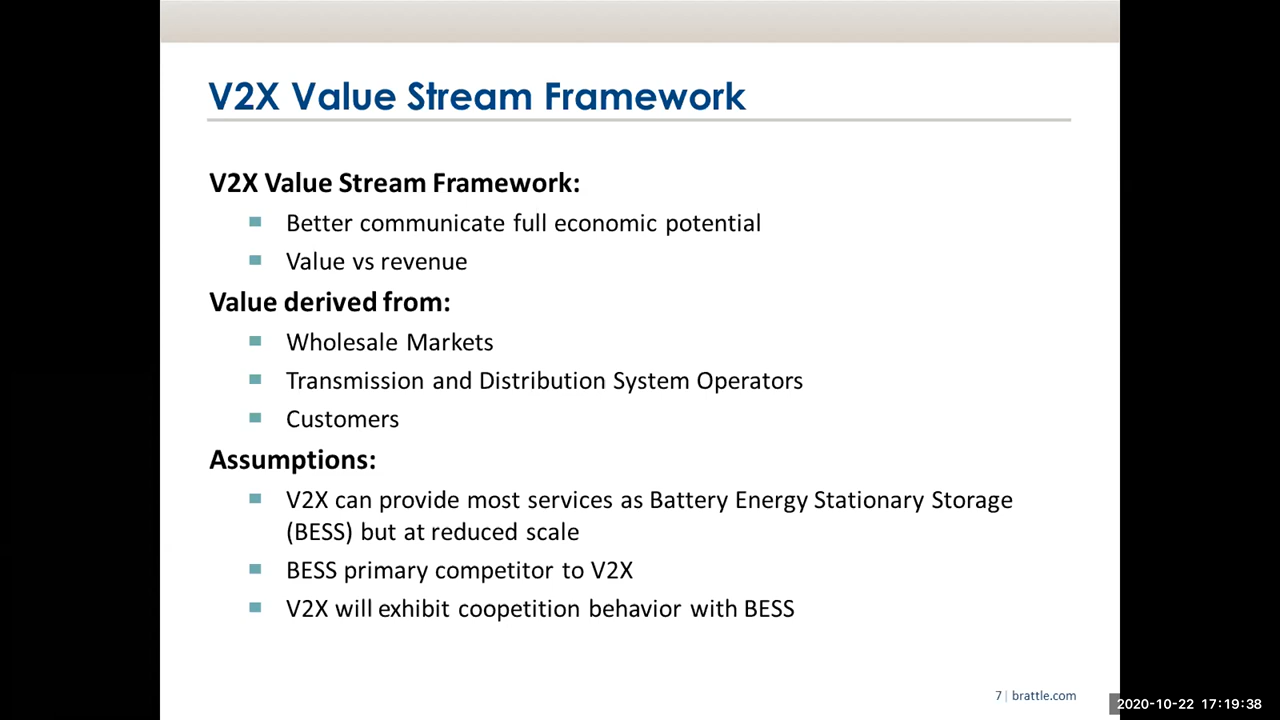 V2X Value Stream Framework
V2X Value Stream Framework:
Better communicate full economic potential
Value vs revenue
Value derived from:
Wholesale Markets
Transmission and Distribution System Operators
Customers
Assumptions:
V2X can provide most services as Battery Energy Stationary Storage
(BESS) but at reduced scale
BESS primary competitor to V2X
V2X will exhibit coopetition behavior with BESS
7 | brattle.com
2020-10-22 17:19:38